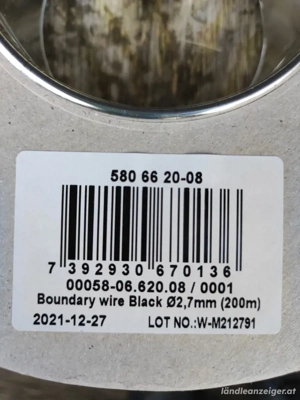 580 66 20-08
7 392930 670136
00058-06.620.08 / 0001
Boundary wire Black Ø2,7mm (200m)
2021-12-27 LOT NO.:W-M212791
ländleanzeiger.at